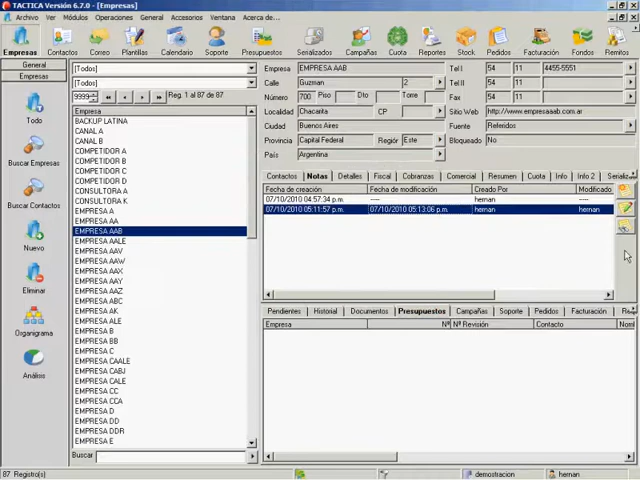 TACTICA Versión 6.7.0 - [Empresas]
Archivo Ver Módulos Operaciones General Accesorios Ventana Acerca de...
Empresas Contactos Correo Plantillas Calendario Soporte Presupuestos Campañas Cuota Reportes Stock Pedidos Facturación Fondos Remitos
General
Empresas
Todo
Buscar Empresas
Buscar Contactos
Nuevo
Eliminar
Organigrama
Análisis
[Todos]
[Todos]
9999 Reg. 1 al 87 de 87
Empresa
BACKUP LATINA
CANAL A
CANAL B
COMPETIDOR A
COMPETIDOR B
COMPETIDOR C
COMPETIDOR D
CONSULTORA A
CONSULTORA K
EMPRESA A
EMPRESA AA
EMPRESA AAB
EMPRESA AALE
EMPRESA AAV
EMPRESA AAW
EMPRESA AAX
EMPRESA AAY
EMPRESA AAZ
EMPRESA ABC
EMPRESA AK
EMPRESA ALE
EMPRESA B
EMPRESA BB
EMPRESA C
EMPRESA CAALE
EMPRESA CABJ
EMPRESA CALE
EMPRESA CC
EMPRESA CCA
EMPRESA D
EMPRESA DD
EMPRESA DDR
EMPRESA E
Buscar
Empresa EMPRESA AAB Tel I 54 11 4455-5551
Calle Guzman 2 Tel II 54 11
Número 700 Piso Dto Torre Fax 54 11
Localidad Chacarita CP Sitio Web http://www.empresaaab.com.ar
Ciudad Buenos Aires Fuente Referidos
Provincia Capital Federal Región Este Bloqueado No
País Argentina
Contactos Notas Detalles Fiscal Cobranzas Comercial Resumen Cuota Info Info 2
Fecha de creación Fecha de modificación Creado Por Modificado
07/10/2010 04:57:34 p.m. ---- hernan ----
07/10/2010 05:11:57 p.m. 07/10/2010 05:13:06 p.m. hernan hernan
Pendientes Historial Documentos Presupuestos Campañas Soporte Pedidos Facturación
Empresa Nº Nº Revisión Contacto
87 Registro(s) demostracion hernan